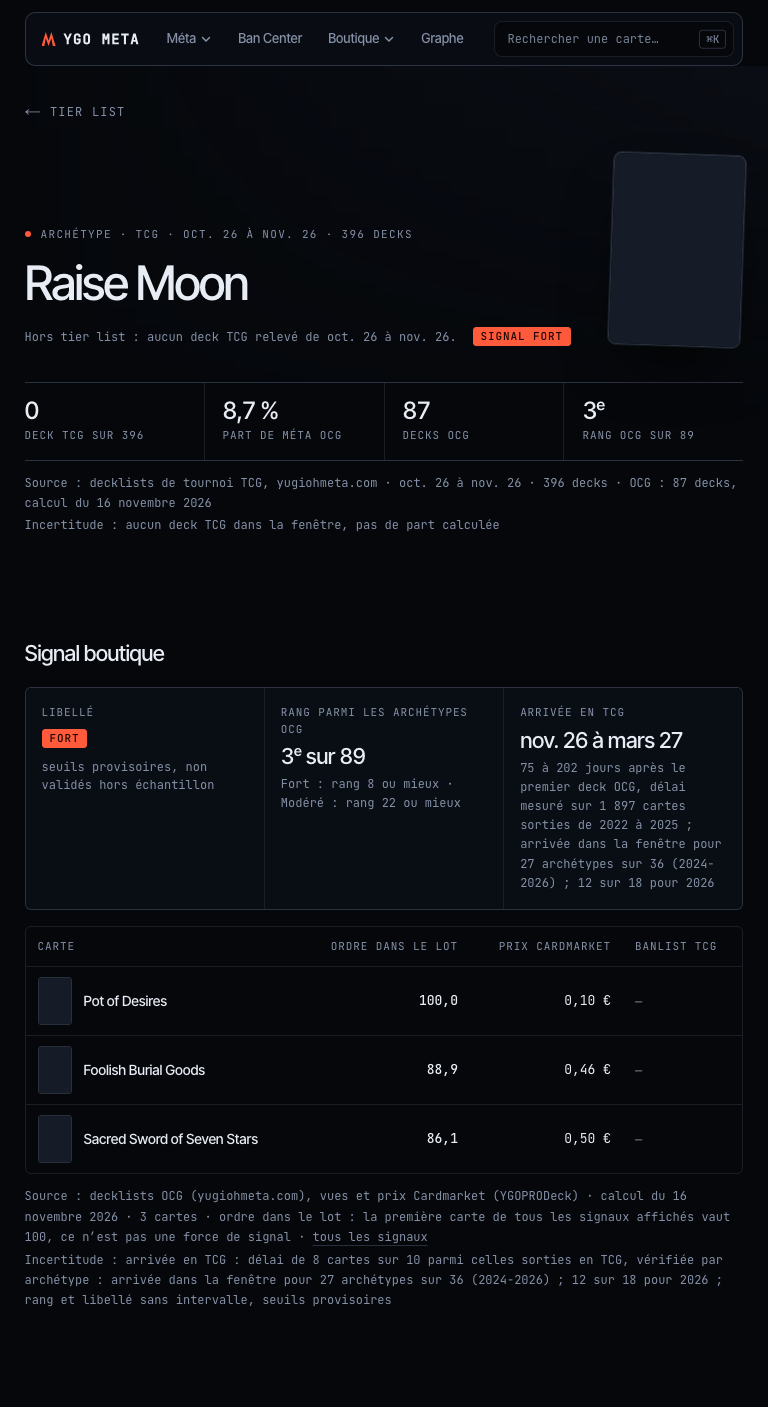 YGO META
Méta
Ban Center
Boutique
Graphe
Rechercher une carte…
⌘K
← TIER LIST
ARCHÉTYPE · TCG · OCT. 26 À NOV. 26 · 396 DECKS
Raise Moon
Hors tier list : aucun deck TCG relevé de oct. 26 à nov. 26.
SIGNAL FORT
0
DECK TCG SUR 396
8,7 %
PART DE MÉTA OCG
87
DECKS OCG
3e
RANG OCG SUR 89
Source : decklists de tournoi TCG, yugiohmeta.com · oct. 26 à nov. 26 · 396 decks · OCG : 87 decks,
calcul du 16 novembre 2026
Incertitude : aucun deck TCG dans la fenêtre, pas de part calculée
Signal boutique
LIBELLÉ
FORT
seuils provisoires, non
validés hors échantillon
RANG PARMI LES ARCHÉTYPES
OCG
3e sur 89
Fort : rang 8 ou mieux ·
Modéré : rang 22 ou mieux
ARRIVÉE EN TCG
nov. 26 à mars 27
75 à 202 jours après le
premier deck OCG, délai
mesuré sur 1 897 cartes
sorties de 2022 à 2025 ;
arrivée dans la fenêtre pour
27 archétypes sur 36 (2024-
2026) ; 12 sur 18 pour 2026
CARTE
ORDRE DANS LE LOT
PRIX CARDMARKET
BANLIST TCG
Pot of Desires
100,0
0,10 €
—
Foolish Burial Goods
88,9
0,46 €
—
Sacred Sword of Seven Stars
86,1
0,50 €
—
Source : decklists OCG (yugiohmeta.com), vues et prix Cardmarket (YGOPRODeck) · calcul du 16
novembre 2026 · 3 cartes · ordre dans le lot : la première carte de tous les signaux affichés vaut
100, ce n’est pas une force de signal · tous les signaux
Incertitude : arrivée en TCG : délai de 8 cartes sur 10 parmi celles sorties en TCG, vérifiée par
archétype : arrivée dans la fenêtre pour 27 archétypes sur 36 (2024-2026) ; 12 sur 18 pour 2026 ;
rang et libellé sans intervalle, seuils provisoires